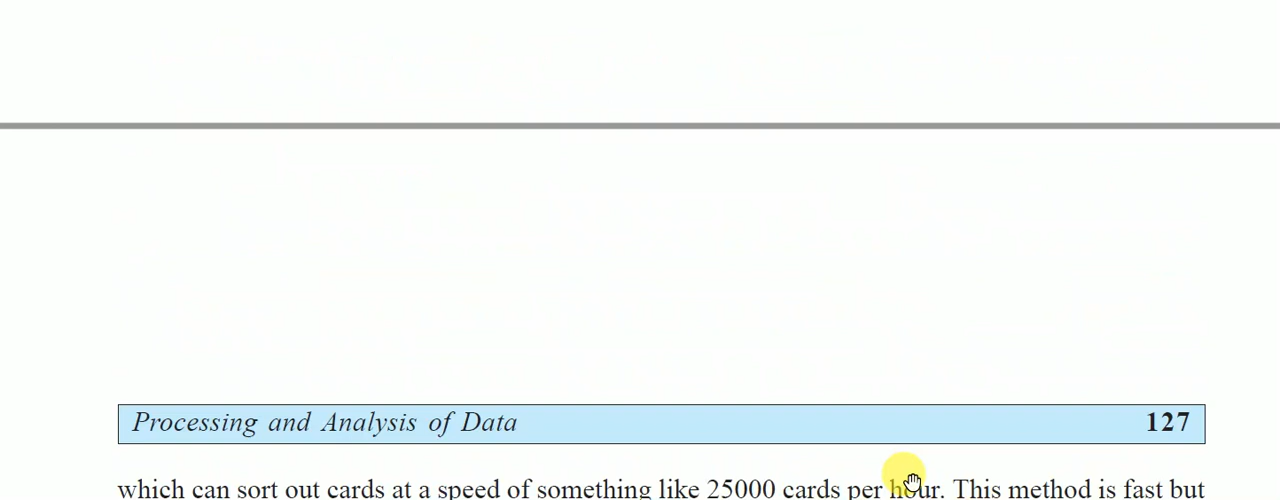 Processing and Analysis of Data 127
which can sort out cards at a speed of something like 25000 cards per hour. This method is fast but